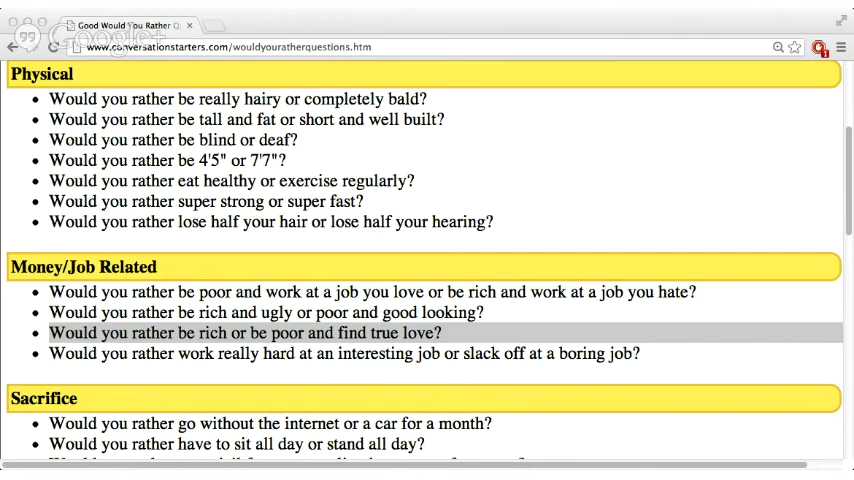 Good Would You Rather Q
Google+
www.conversationstarters.com/wouldyouratherquestions.htm
1
Physical
• Would you rather be really hairy or completely bald?
• Would you rather be tall and fat or short and well built?
• Would you rather be blind or deaf?
• Would you rather be 4'5" or 7'7"?
• Would you rather eat healthy or exercise regularly?
• Would you rather super strong or super fast?
• Would you rather lose half your hair or lose half your hearing?
Money/Job Related
• Would you rather be poor and work at a job you love or be rich and work at a job you hate?
• Would you rather be rich and ugly or poor and good looking?
• Would you rather be rich or be poor and find true love?
• Would you rather work really hard at an interesting job or slack off at a boring job?
Sacrifice
• Would you rather go without the internet or a car for a month?
• Would you rather have to sit all day or stand all day?